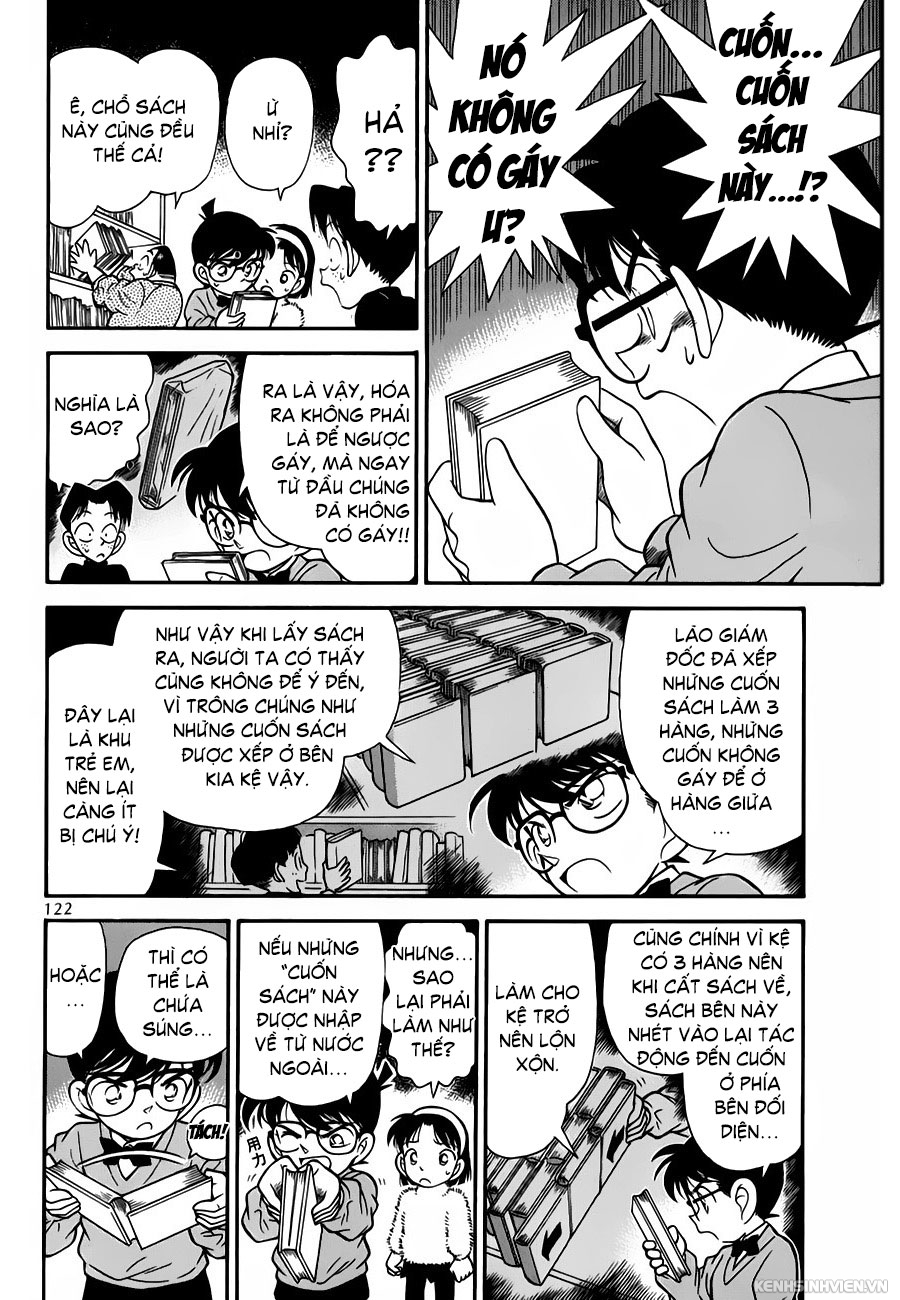 CUỐN...
CUỐN
SÁCH
NÀY...!?
NÓ
KHÔNG
CÓ GÁY
Ư?
HẢ
??
Ừ
NHỈ?
Ê, CHỖ SÁCH
NÀY CŨNG ĐỀU
THẾ CẢ!
RA LÀ VẬY, HÓA
RA KHÔNG PHẢI
LÀ ĐỂ NGƯỢC
GÁY, MÀ NGAY
TỪ ĐẦU CHÚNG
ĐÃ KHÔNG
CÓ GÁY!!
NGHĨA LÀ
SAO?
LÃO GIÁM
ĐỐC ĐÃ XẾP
NHỮNG CUỐN
SÁCH LÀM 3
HÀNG, NHỮNG
CUỐN KHÔNG
GÁY ĐỂ Ở
HÀNG GIỮA
...
NHƯ VẬY KHI LẤY SÁCH
RA, NGƯỜI TA CÓ THẤY
CŨNG KHÔNG ĐỂ Ý ĐẾN,
VÌ TRÔNG CHÚNG NHƯ
NHỮNG CUỐN SÁCH
ĐƯỢC XẾP Ở BÊN
KIA KỆ VẬY.
ĐÂY LẠI
LÀ KHU
TRẺ EM,
NÊN LẠI
CÀNG ÍT
BỊ CHÚ Ý!
122
CŨNG CHÍNH VÌ KỆ
CÓ 3 HÀNG NÊN
KHI CẤT SÁCH VỀ,
SÁCH BÊN NÀY
NHÉT VÀO LẠI TÁC
ĐỘNG ĐẾN CUỐN
Ở PHÍA
BÊN ĐỐI
DIỆN...
LÀM CHO
KỆ TRỞ
NÊN LỘN
XỘN.
NHƯNG...
SAO
LẠI PHẢI
LÀM NHƯ
THẾ?
NẾU NHỮNG
“CUỐN
SÁCH” NÀY
ĐƯỢC NHẬP
VỀ TỪ NƯỚC
NGOÀI...
用力
THÌ CÓ
THỂ LÀ
CHỨA
SÚNG...
HOẶC
...
TÁCH!
KENHSINHVIEN.VN